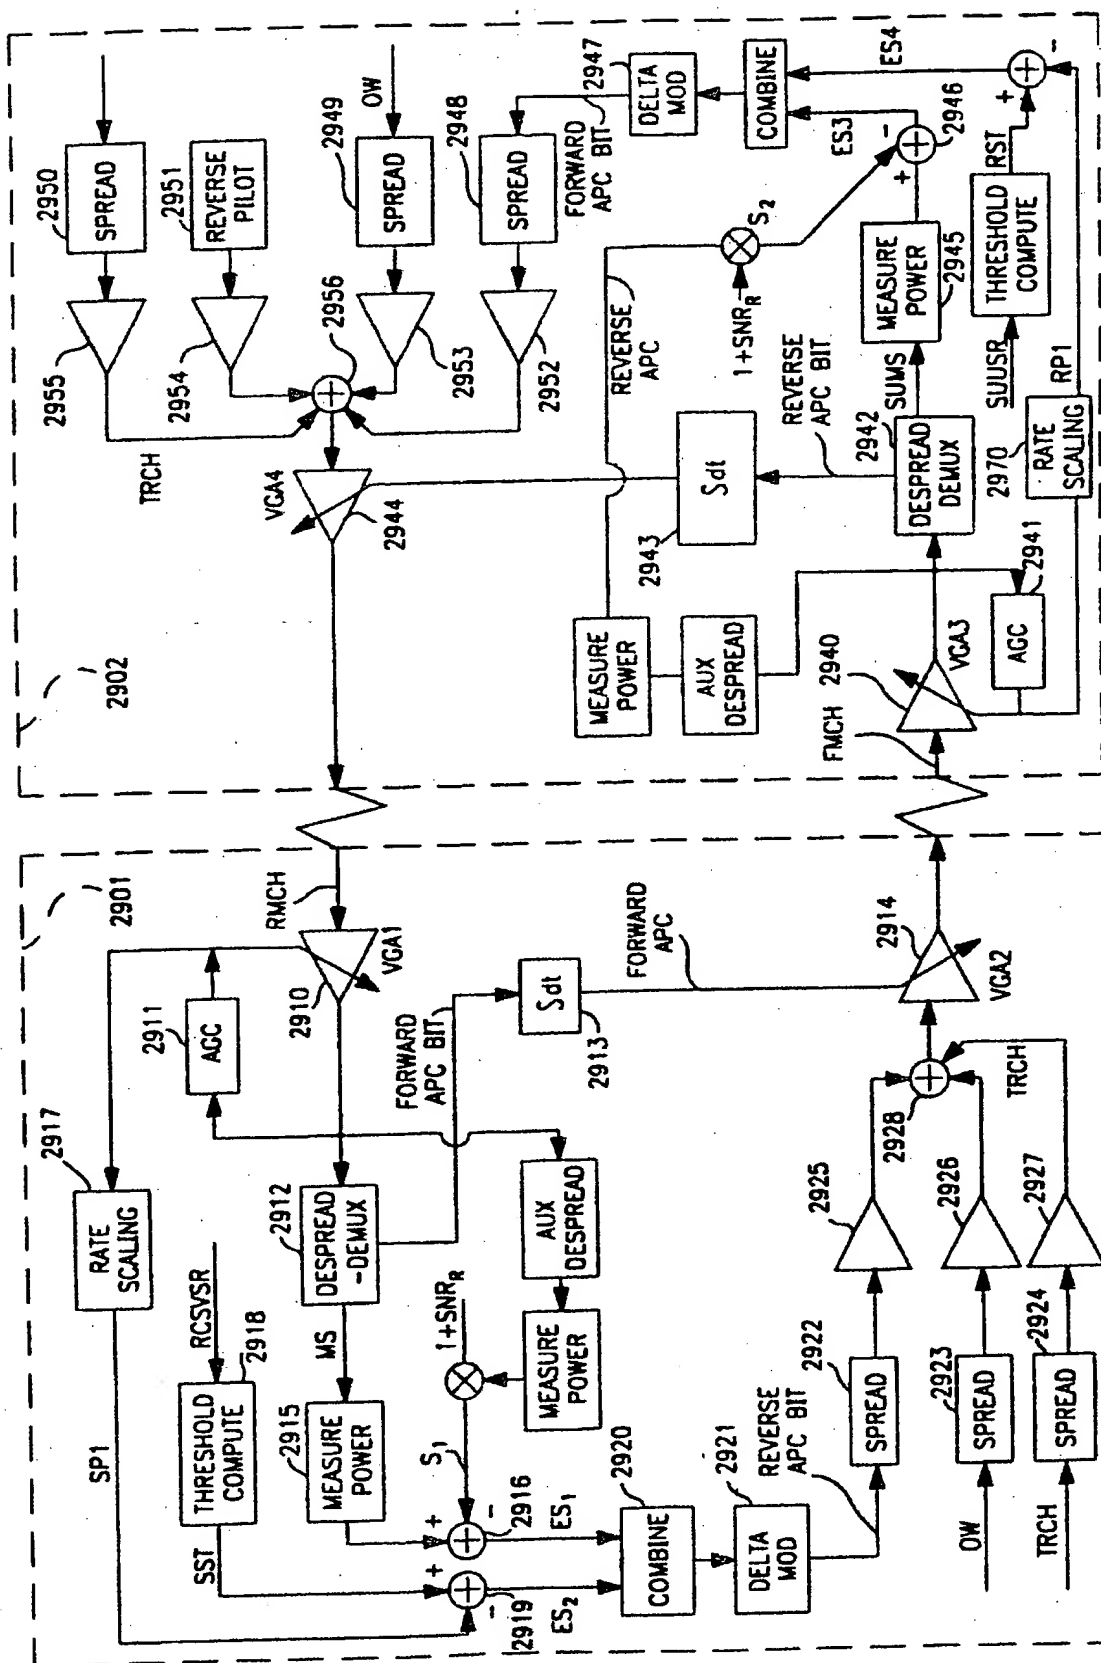 2901
2917
RATE
SCALING
SP1
2911
AGC
RMCH
2910
VGA1
RCSVSR
2918
THRESHOLD
COMPUTE
SST
2912
DESPREAD
-DEMUX
MS
2915
MEASURE
POWER
FORWARD
APC BIT
∫dt
2913
FORWARD
APC
1+SNRR
AUX
DESPREAD
MEASURE
POWER
S1
+
-
2916
ES1
+
-
2919
ES2
2920
COMBINE
2921
DELTA
MOD
REVERSE
APC BIT
2922
SPREAD
2925
2914
VGA2
2928
OW
2923
SPREAD
2926
TRCH
TRCH
2924
SPREAD
2927
2902
2950
SPREAD
2955
TRCH
2951
REVERSE
PILOT
2954
2956
VGA4
2944
OW
2949
SPREAD
2953
2948
SPREAD
2952
FORWARD
APC BIT
2947
DELTA
MOD
COMBINE
ES3
ES4
REVERSE
APC
S2
1+SNRR
-
+
2946
MEASURE
POWER
AUX
DESPREAD
2943
∫dt
REVERSE
APC BIT
2942
DESPREAD
DEMUX
SUMS
MEASURE
POWER
2945
SUUSR
THRESHOLD
COMPUTE
RST
+
-
FMCH
2940
VGA3
AGC
2941
2970
RATE
SCALING
RP1